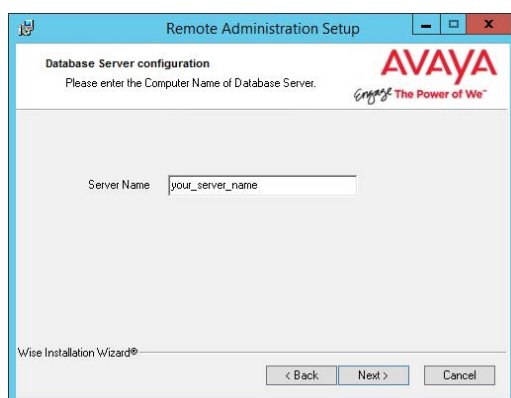 Remote Administration Setup
Database Server configuration
Please enter the Computer Name of Database Server.
AVAYA
Engage The Power of We™
Server Name
your_server_name
Wise Installation Wizard®
< Back
Next >
Cancel